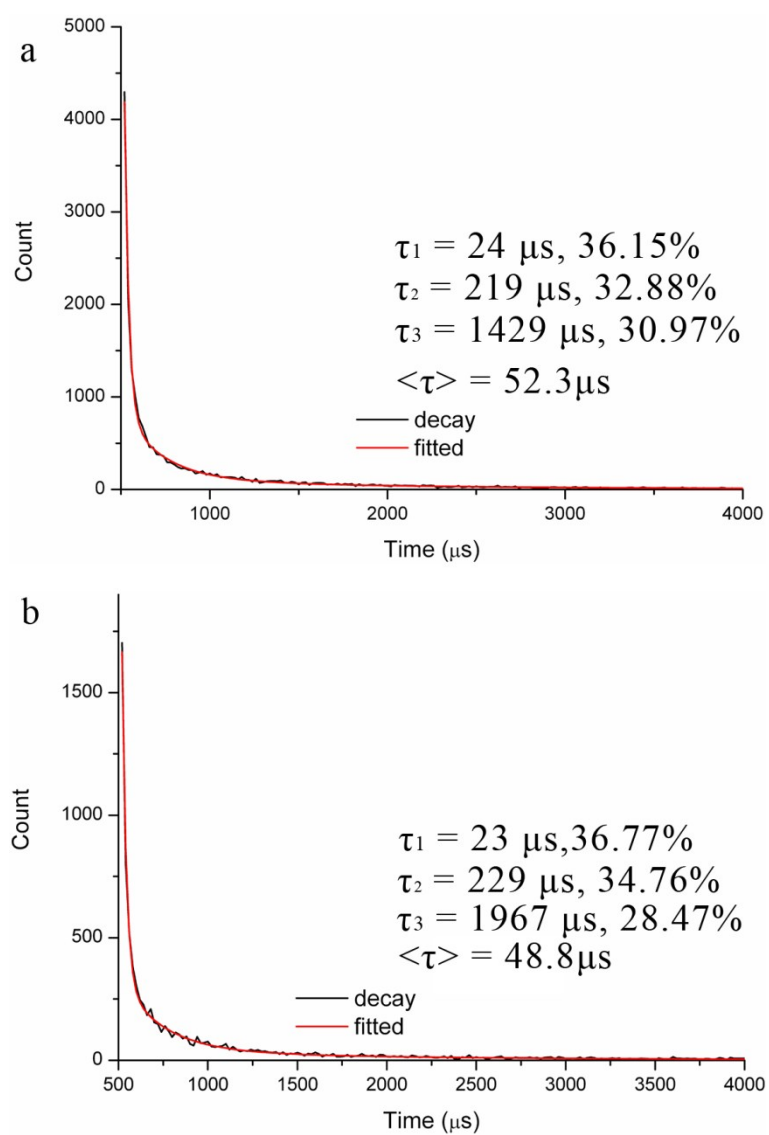 a
5000
4000
3000
2000
1000
0
Count
τ1 = 24 μs, 36.15%
τ2 = 219 μs, 32.88%
τ3 = 1429 μs, 30.97%
<τ> = 52.3μs
decay
fitted
1000
2000
3000
4000
Time (μs)
b
1500
1000
500
0
Count
τ1 = 23 μs,36.77%
τ2 = 229 μs, 34.76%
τ3 = 1967 μs, 28.47%
<τ> = 48.8μs
decay
fitted
500
1000
1500
2000
2500
3000
3500
4000
Time (μs)